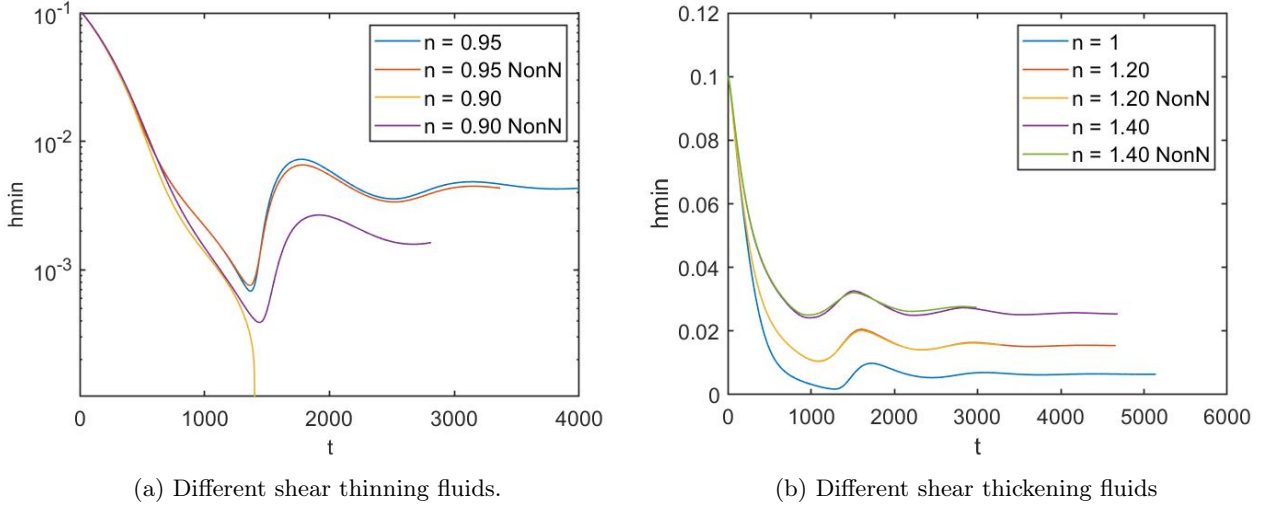 10^-1
10^-2
10^-3
hmin
0
1000
2000
3000
4000
t
n = 0.95
n = 0.95 NonN
n = 0.90
n = 0.90 NonN
(a) Different shear thinning fluids.
0.12
0.1
0.08
0.06
0.04
0.02
0
hmin
0
1000
2000
3000
4000
5000
6000
t
n = 1
n = 1.20
n = 1.20 NonN
n = 1.40
n = 1.40 NonN
(b) Different shear thickening fluids